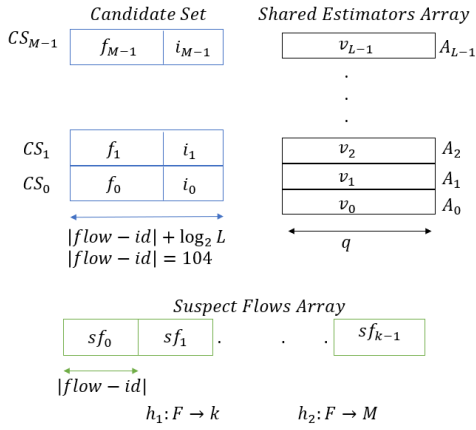 Candidate Set Shared Estimators Array
CS_{M−1} f_{M−1} i_{M−1} v_{L−1} A_{L−1}
.
.
.
CS_1 f_1 i_1 v_2 A_2
CS_0 f_0 i_0 v_1 A_1
v_0 A_0
|flow − id| + log_2 L
|flow − id| = 104 q
Suspect Flows Array
sf_0 sf_1 . . . sf_{k−1}
|flow − id|
h_1: F → k h_2: F → M